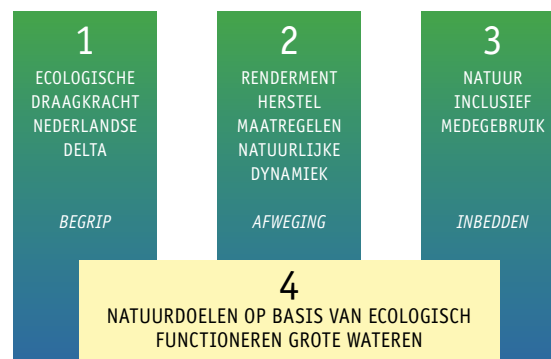 1
ECOLOGISCHE
DRAAGKRACHT
NEDERLANDSE
DELTA
BEGRIP
2
RENDERMENT
HERSTEL
MAATREGELEN
NATUURLIJKE
DYNAMIEK
AFWEGING
3
NATUUR
INCLUSIEF
MEDEGEBRUIK
INBEDDEN
4
NATUURDOELEN OP BASIS VAN ECOLOGISCH
FUNCTIONEREN GROTE WATEREN